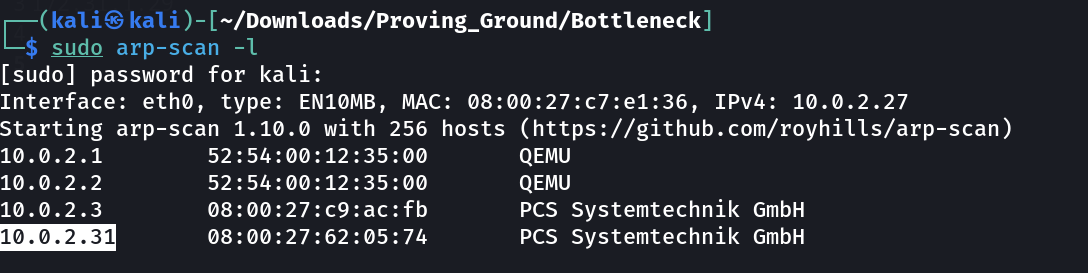 ┌──(kali㉿kali)-[~/Downloads/Proving_Ground/Bottleneck]
└─$ sudo arp-scan -l
[sudo] password for kali:
Interface: eth0, type: EN10MB, MAC: 08:00:27:c7:e1:36, IPv4: 10.0.2.27
Starting arp-scan 1.10.0 with 256 hosts (https://github.com/royhills/arp-scan)
10.0.2.1 52:54:00:12:35:00 QEMU
10.0.2.2 52:54:00:12:35:00 QEMU
10.0.2.3 08:00:27:c9:ac:fb PCS Systemtechnik GmbH
10.0.2.31 08:00:27:62:05:74 PCS Systemtechnik GmbH